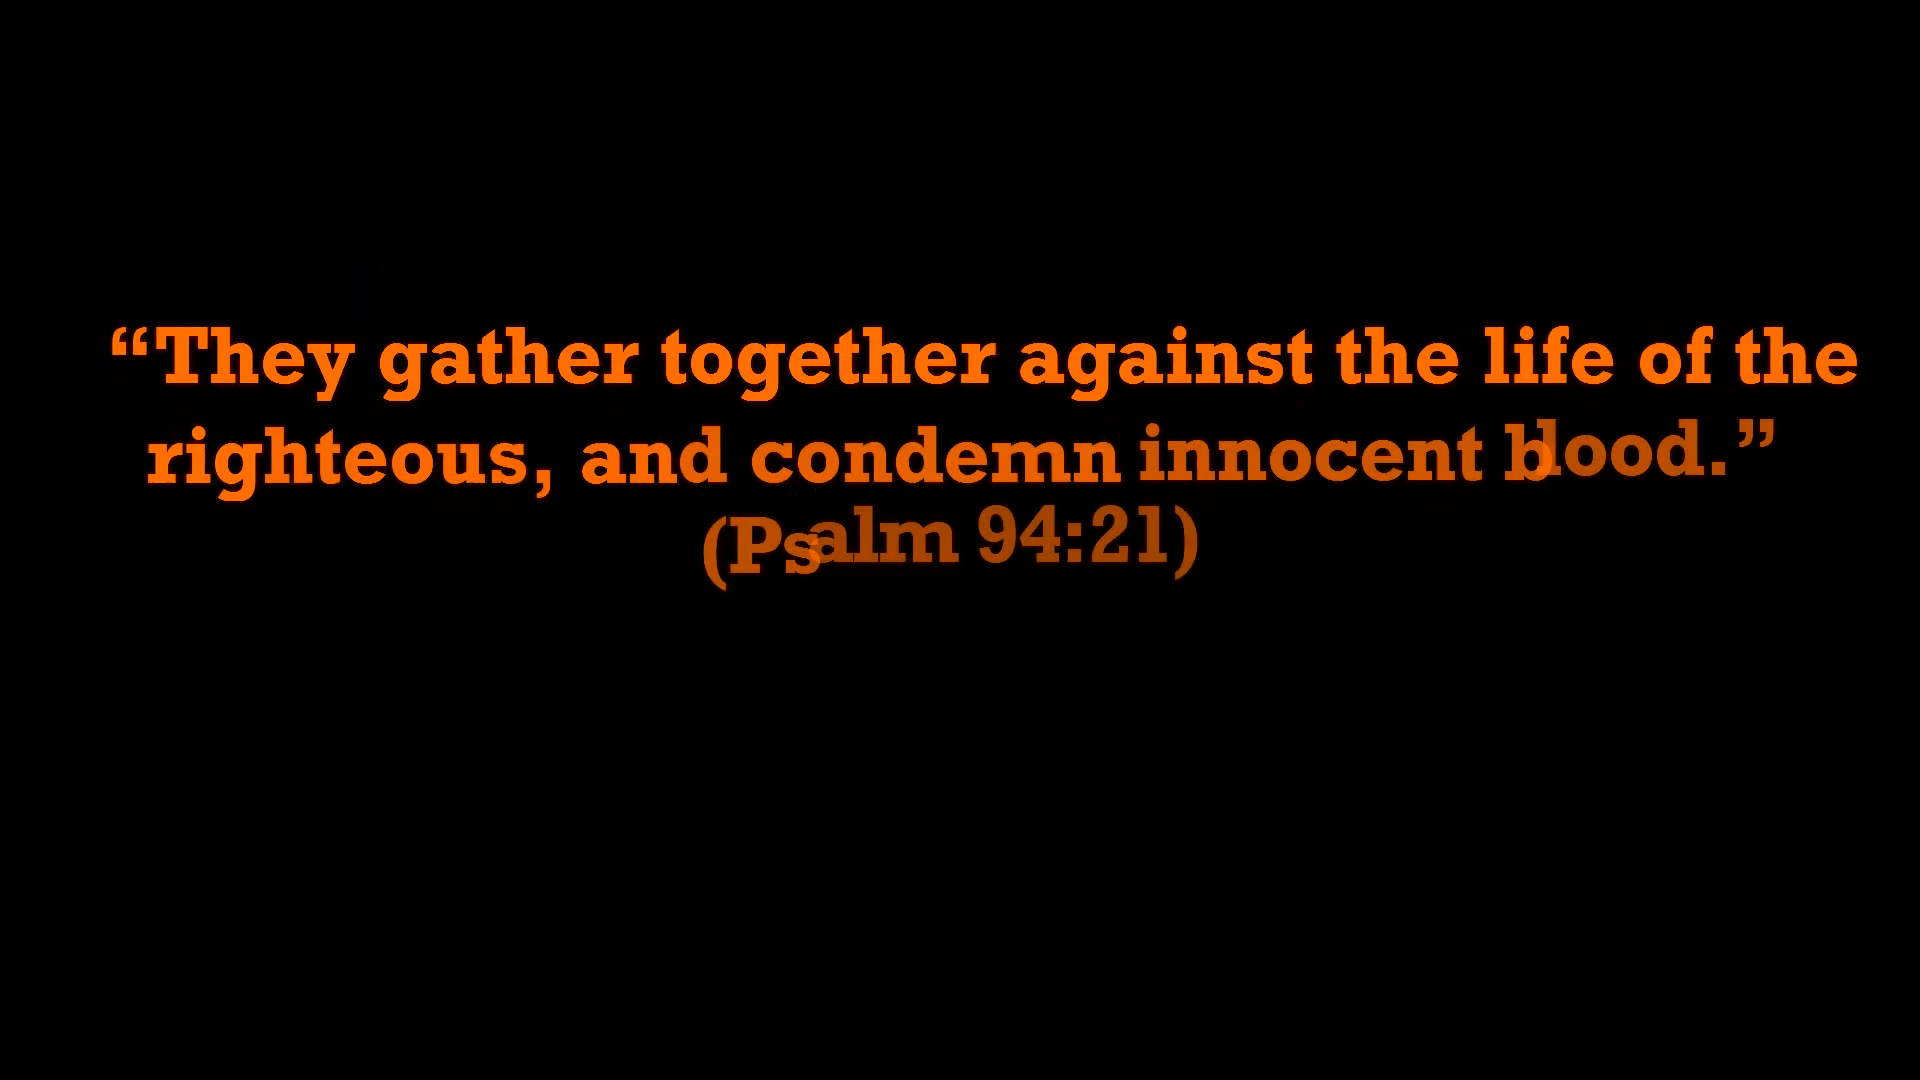 “They gather together against the life of the
righteous, and condemn innocent blood.”
(Psalm 94:21)